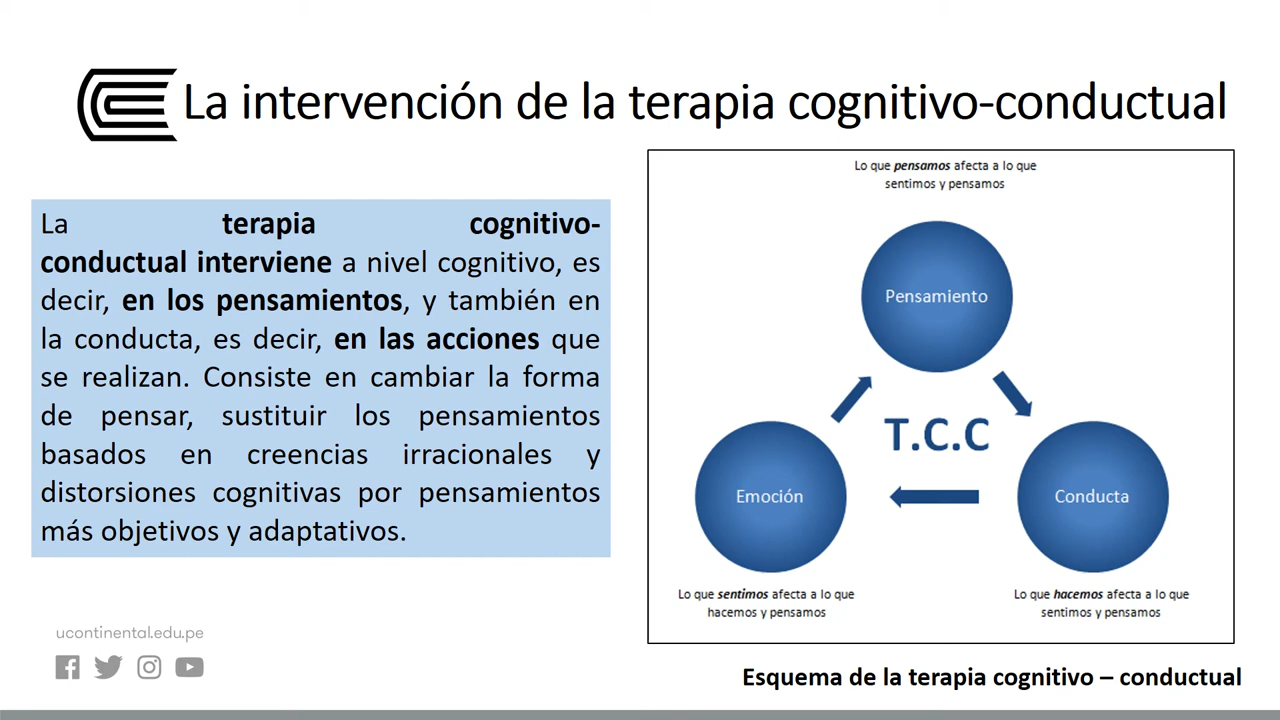 La intervención de la terapia cognitivo-conductual
La terapia cognitivo-
conductual interviene a nivel cognitivo, es
decir, en los pensamientos, y también en
la conducta, es decir, en las acciones que
se realizan. Consiste en cambiar la forma
de pensar, sustituir los pensamientos
basados en creencias irracionales y
distorsiones cognitivas por pensamientos
más objetivos y adaptativos.
Lo que pensamos afecta a lo que
sentimos y pensamos
Pensamiento
T.C.C
Emoción
Conducta
Lo que sentimos afecta a lo que
hacemos y pensamos
Lo que hacemos afecta a lo que
sentimos y pensamos
Esquema de la terapia cognitivo – conductual
ucontinental.edu.pe